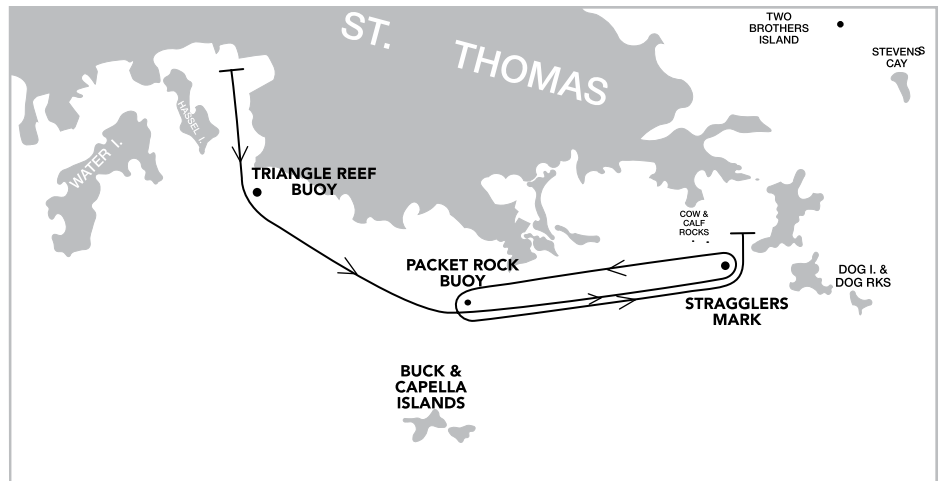 TWO
BROTHERS
ISLAND
ST.
THOMAS
STEVENSS
CAY
HASSEL I.
WATER I.
TRIANGLE REEF
BUOY
COW &
CALF
ROCKS
PACKET ROCK
BUOY
DOG I. &
DOG RKS
STRAGGLERS
MARK
BUCK &
CAPELLA
ISLANDS